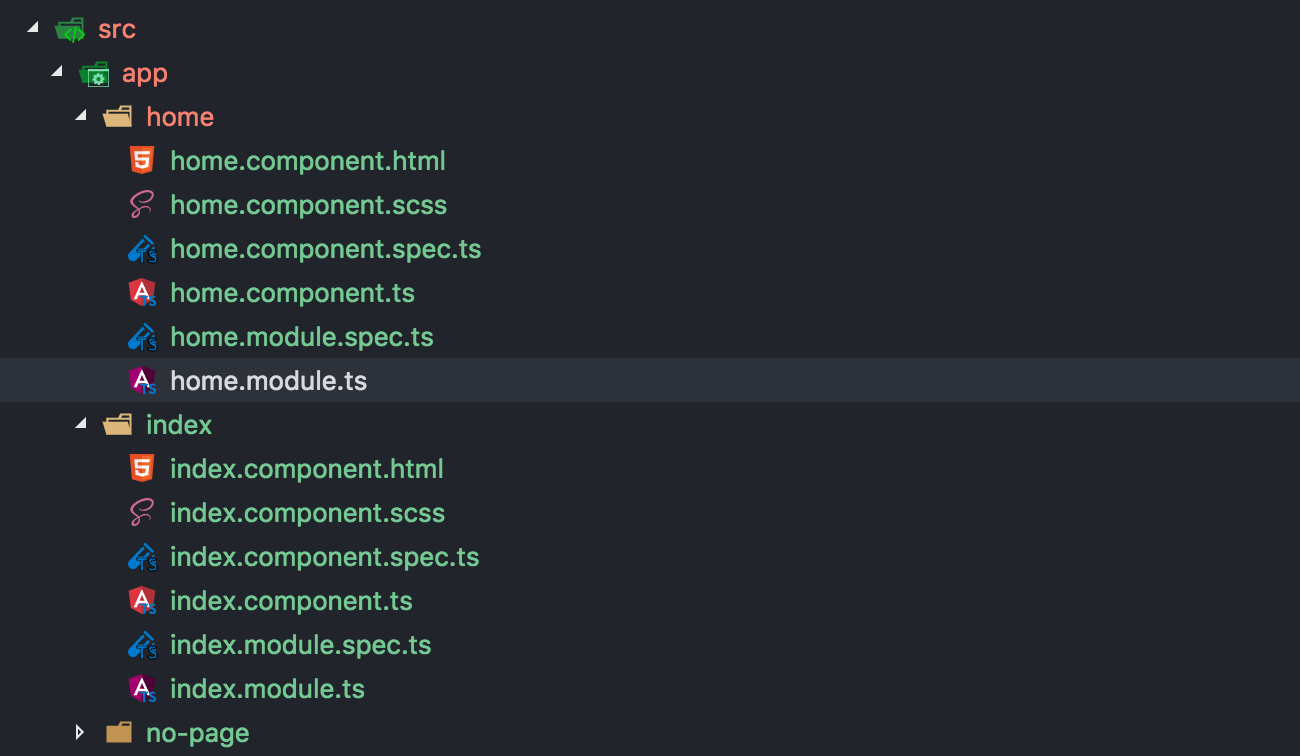 src
app
home
home.component.html
home.component.scss
home.component.spec.ts
home.component.ts
home.module.spec.ts
home.module.ts
index
index.component.html
index.component.scss
index.component.spec.ts
index.component.ts
index.module.spec.ts
index.module.ts
no-page